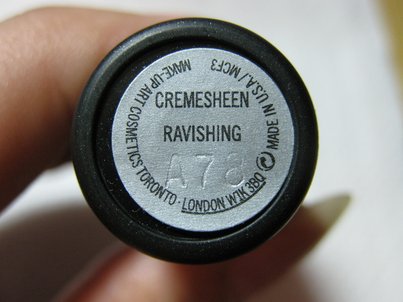 CREMESHEEN
RAVISHING
A78
MAKE-UP ART COSMETICS TORONTO · LONDON W1K 3BQ MADE IN U.S.A./ MCF3